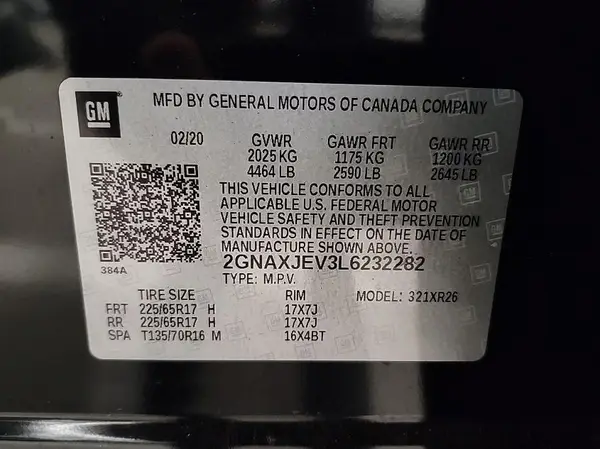 GM
MFD BY GENERAL MOTORS OF CANADA COMPANY
02/20 GVWR GAWR FRT GAWR RR
2025 KG 1175 KG 1200 KG
4464 LB 2590 LB 2645 LB
THIS VEHICLE CONFORMS TO ALL
APPLICABLE U.S. FEDERAL MOTOR
VEHICLE SAFETY AND THEFT PREVENTION
STANDARDS IN EFFECT ON THE DATE OF
MANUFACTURE SHOWN ABOVE.
384A
2GNAXJEV3L6232282
TYPE: M.P.V.
TIRE SIZE RIM MODEL: 321XR26
FRT 225/65R17 H 17X7J
RR 225/65R17 H 17X7J
SPA T135/70R16 M 16X4BT